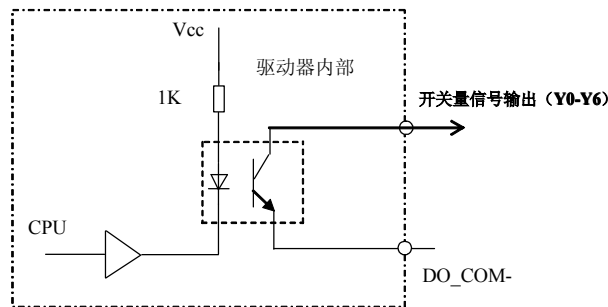 Vcc
驱动器内部
1K
开关量信号输出（Y0-Y6）
CPU
DO_COM-